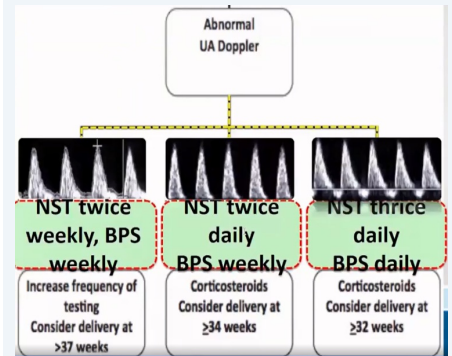 Abnormal
UA Doppler
NST twice
weekly, BPS
weekly
NST twice
daily
BPS weekly
NST thrice
daily
BPS daily
Increase frequency of
testing
Consider delivery at
>37 weeks
Corticosteroids
Consider delivery at
≥34 weeks
Corticosteroids
Consider delivery at
≥32 weeks